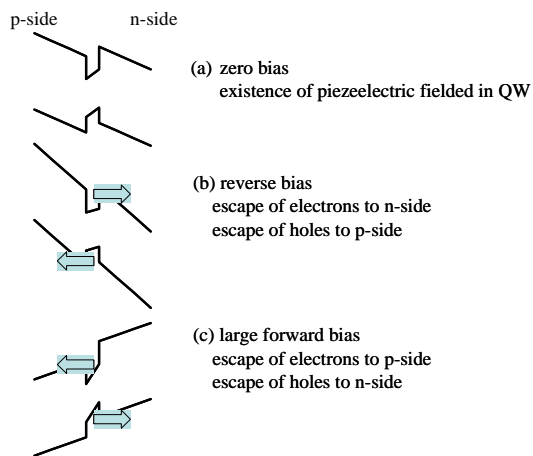 p-side n-side
(a) zero bias
existence of piezeelectric fielded in QW
(b) reverse bias
escape of electrons to n-side
escape of holes to p-side
(c) large forward bias
escape of electrons to p-side
escape of holes to n-side